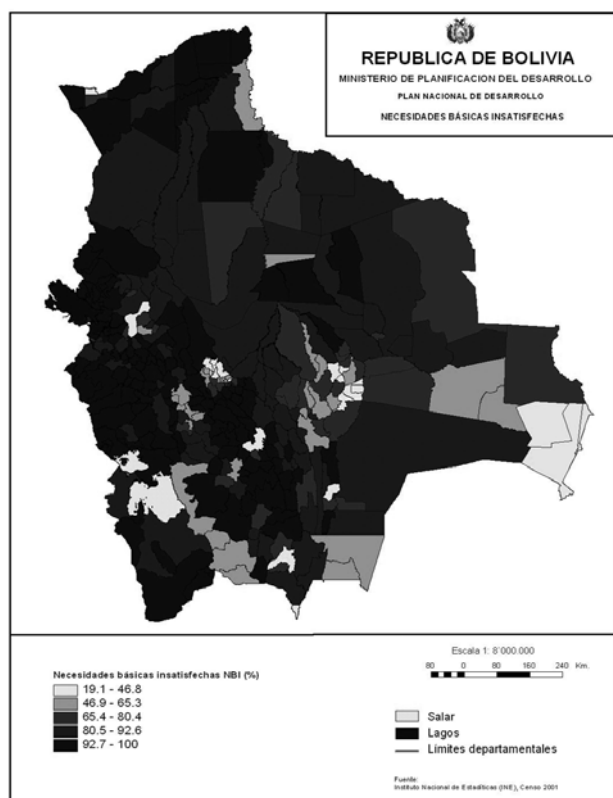 REPUBLICA DE BOLIVIA
MINISTERIO DE PLANIFICACION DEL DESARROLLO
PLAN NACIONAL DE DESARROLLO
NECESIDADES BÁSICAS INSATISFECHAS
Necesidades básicas insatisfechas NBI (%)
19.1 - 46.8
46.9 - 65.3
65.4 - 80.4
80.5 - 92.6
92.7 - 100
Escala 1: 8'000.000
80 0 80 160 240 Km.
Salar
Lagos
Límites departamentales
Fuente:
Instituto Nacional de Estadísticas (INE), Censo 2001